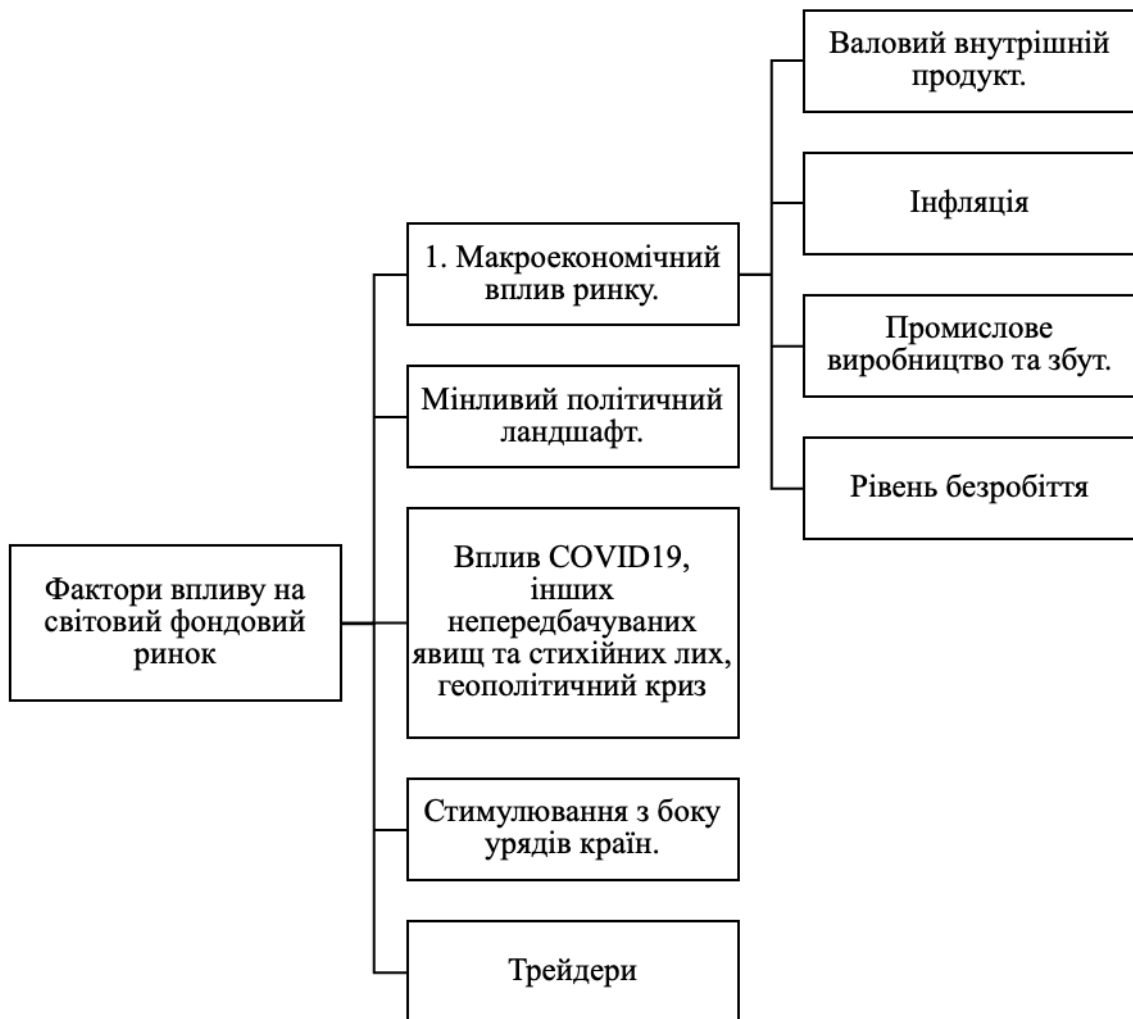 Фактори впливу на
світовий фондовий
ринок
1. Макроекономічний
вплив ринку.
Валовий внутрішній
продукт.
Інфляція
Промислове
виробництво та збут.
Рівень безробіття
Мінливий політичний
ландшафт.
Вплив COVID19,
інших
непередбачуваних
явищ та стихійних лих,
геополітичний криз
Стимулювання з боку
урядів країн.
Трейдери